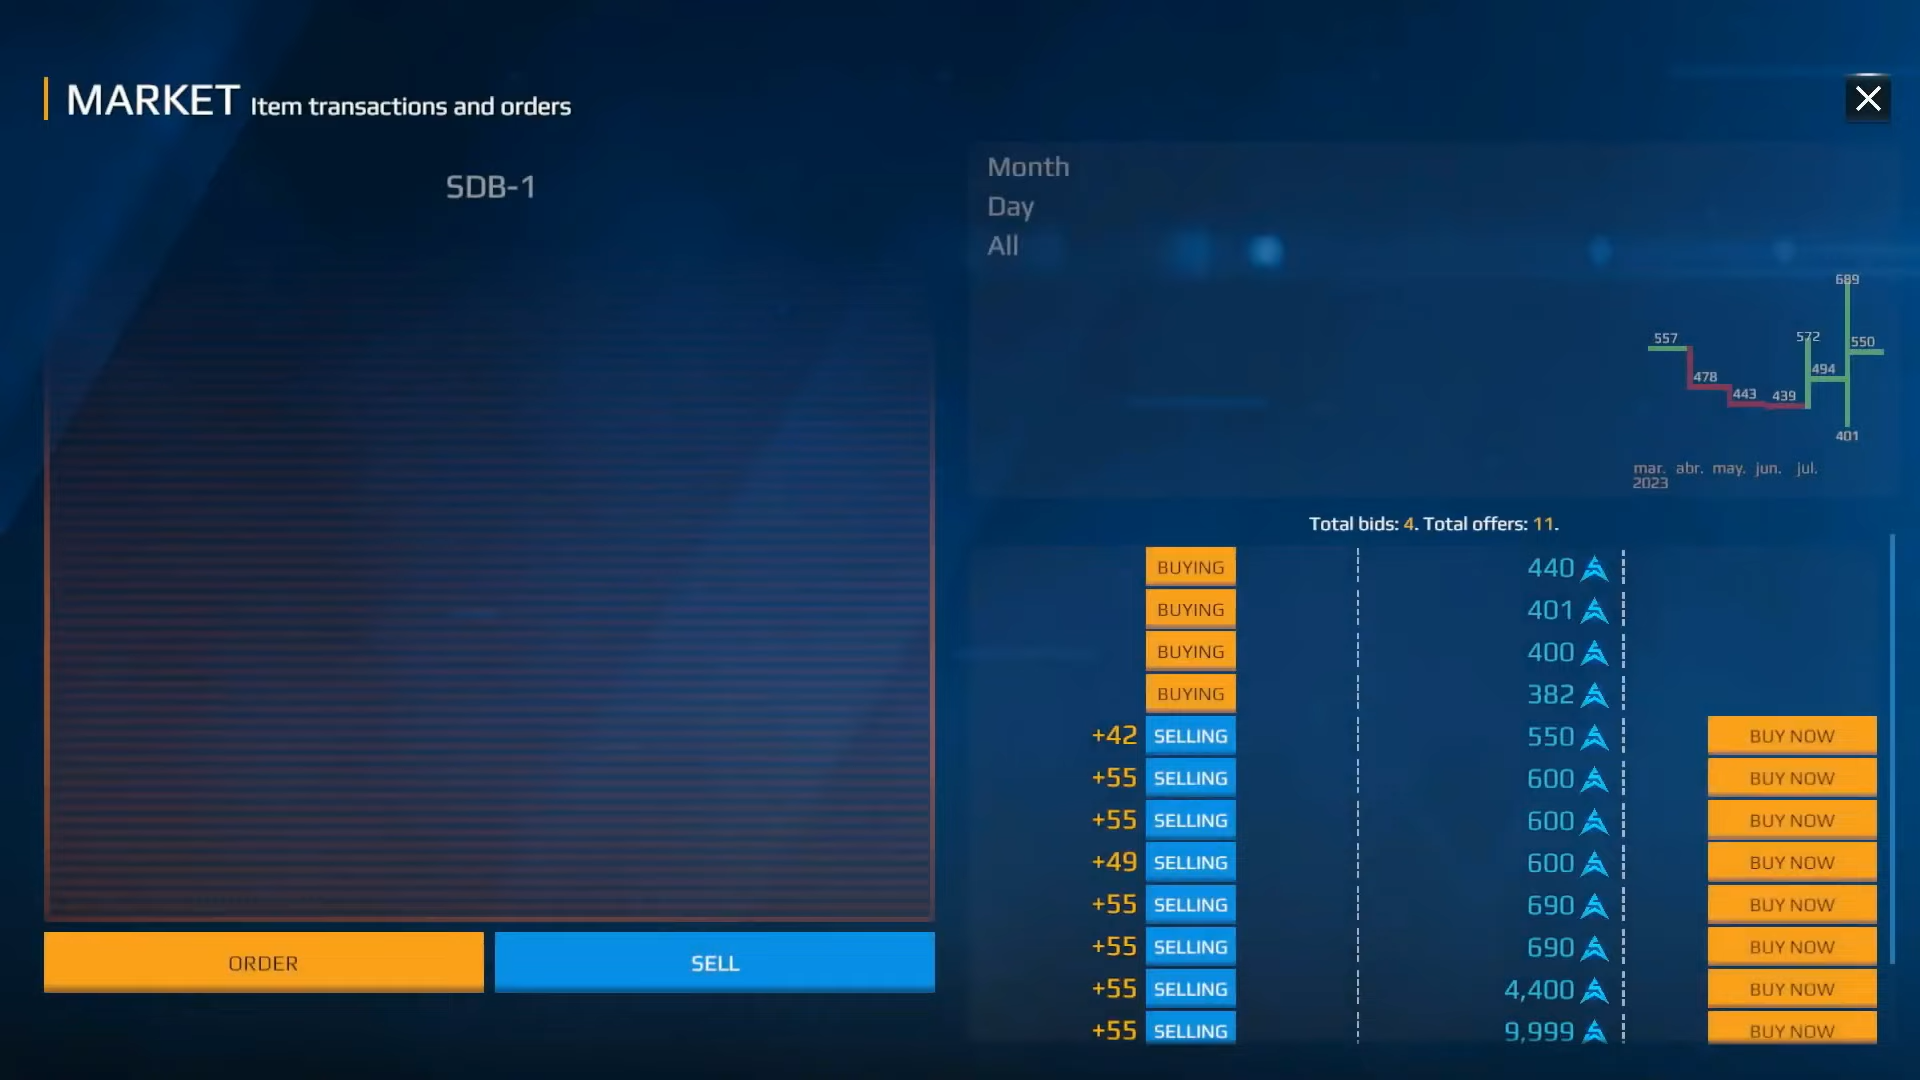 MARKET Item transactions and orders
SDB-1
Month
Day
All
689
557
572
550
478
494
443
439
401
mar. abr. may. jun. jul.
2023
Total bids: 4. Total offers: 11.
BUYING 440
BUYING 401
BUYING 400
BUYING 382
+42 SELLING 550 BUY NOW
+55 SELLING 600 BUY NOW
+55 SELLING 600 BUY NOW
+49 SELLING 600 BUY NOW
+55 SELLING 690 BUY NOW
+55 SELLING 690 BUY NOW
+55 SELLING 4,400 BUY NOW
+55 SELLING 9,999 BUY NOW
ORDER
SELL